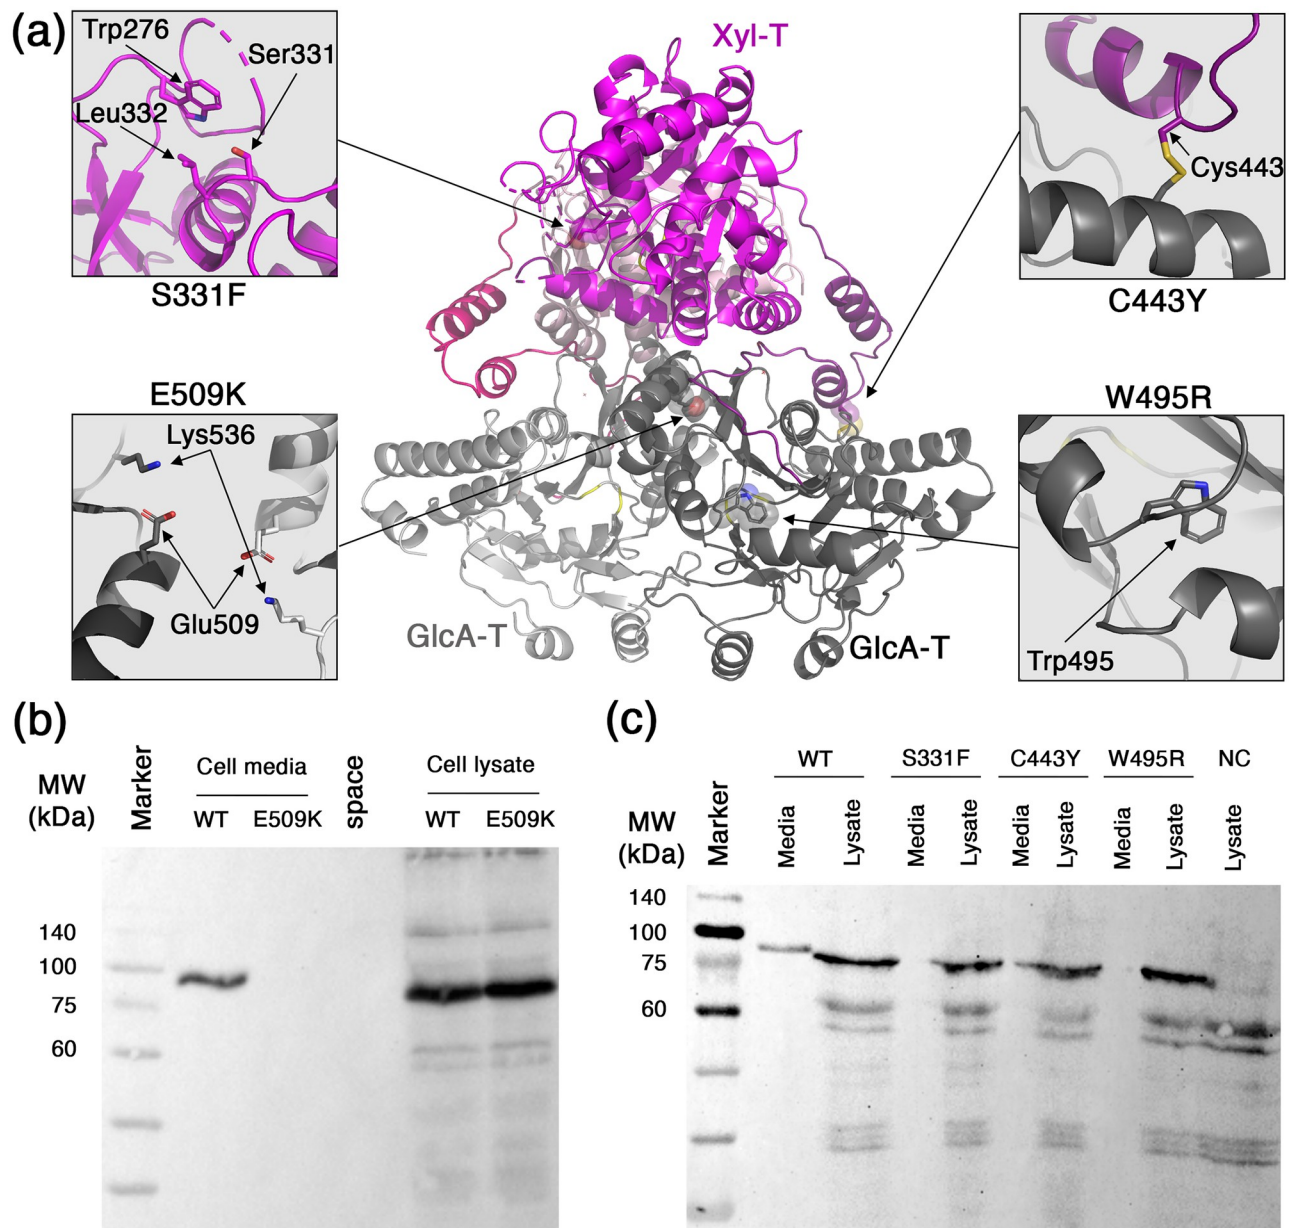 (a)
Trp276
Ser331
Leu332
S331F
Xyl-T
Cys443
C443Y
E509K
Lys536
Glu509
GlcA-T
GlcA-T
W495R
Trp495
(b)
MW
(kDa)
Marker
Cell media
WT E509K
space
Cell lysate
WT E509K
140
100
75
60
(c)
MW
(kDa)
Marker
WT S331F C443Y W495R NC
Media Lysate Media Lysate Media Lysate Media Lysate Lysate
140
100
75
60